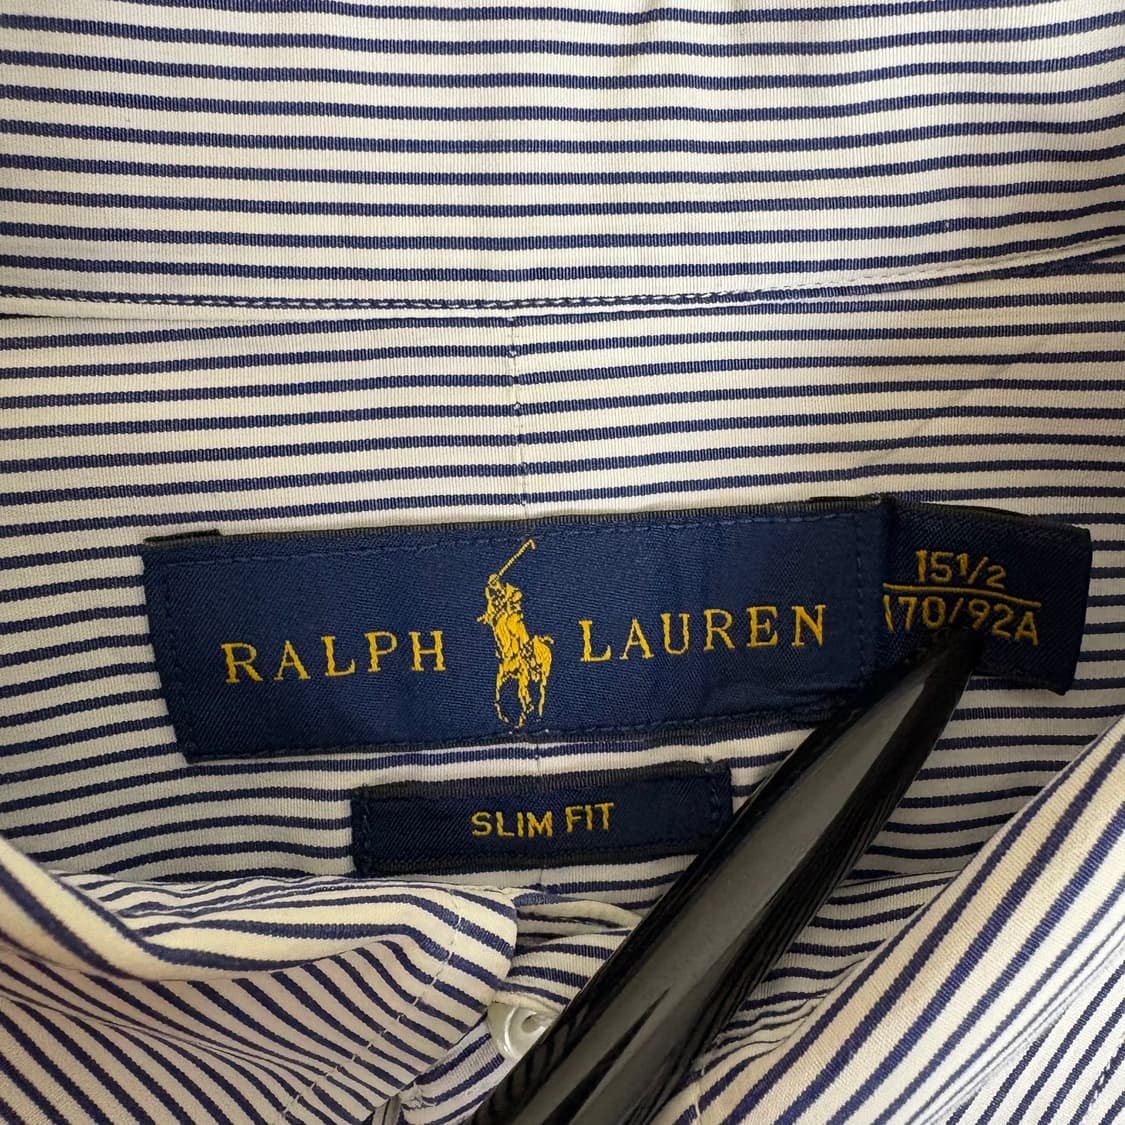 RALPH LAUREN
15½
170/92A
SLIM FIT